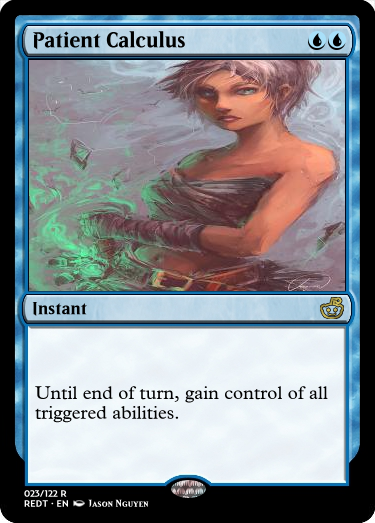 Patient Calculus
Instant
Until end of turn, gain control of all
triggered abilities.
023/122 R
REDT • EN Jason Nguyen